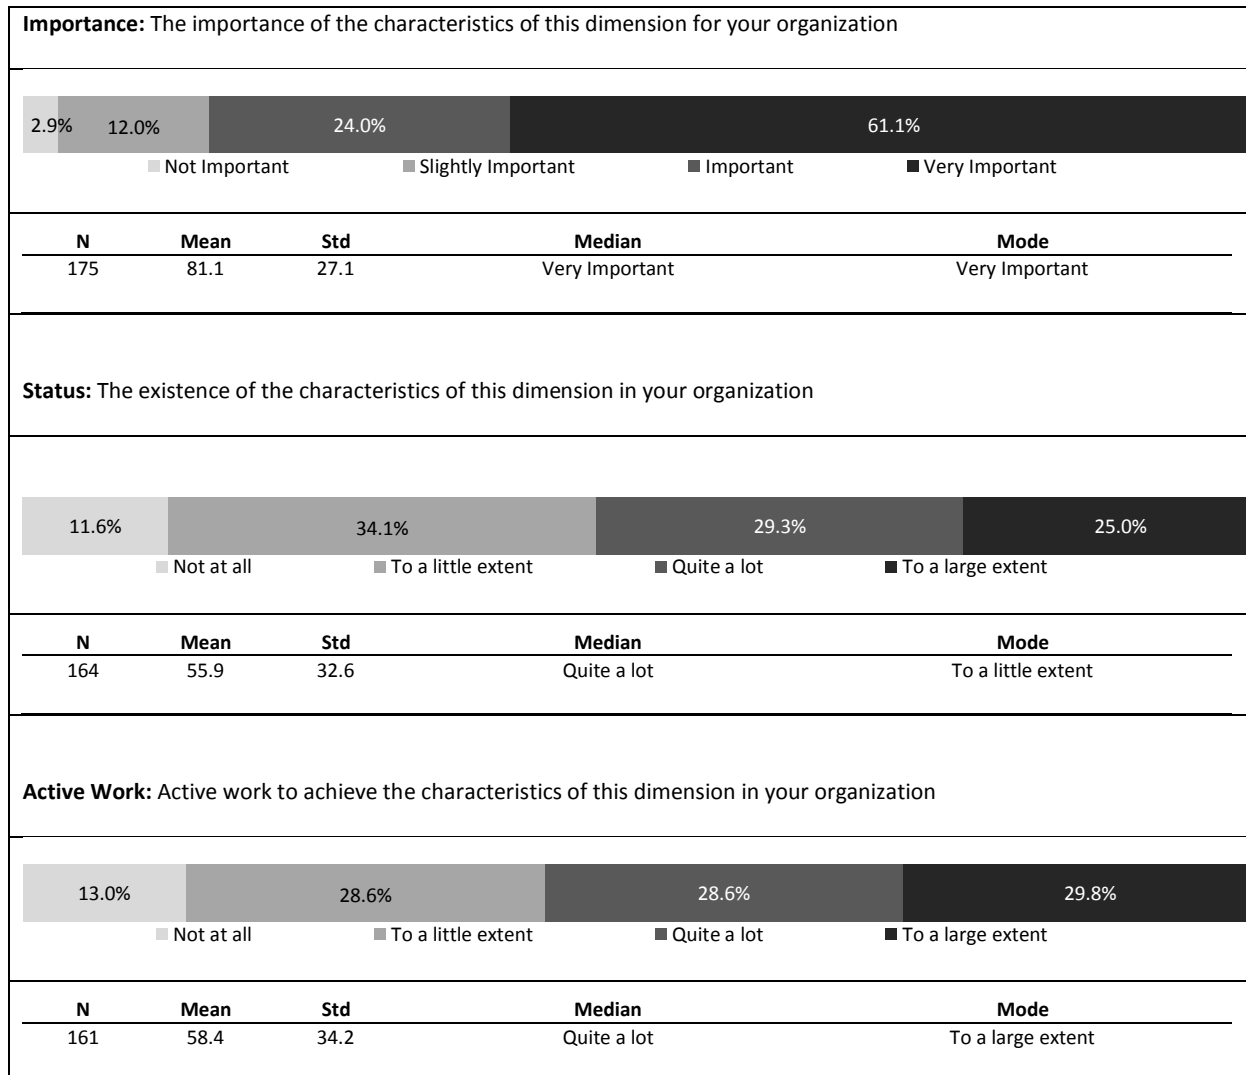 Importance: The importance of the characteristics of this dimension for your organization
2.9% 12.0% 24.0% 61.1%
Not Important Slightly Important Important Very Important
N Mean Std Median Mode
175 81.1 27.1 Very Important Very Important
Status: The existence of the characteristics of this dimension in your organization
11.6% 34.1% 29.3% 25.0%
Not at all To a little extent Quite a lot To a large extent
N Mean Std Median Mode
164 55.9 32.6 Quite a lot To a little extent
Active Work: Active work to achieve the characteristics of this dimension in your organization
13.0% 28.6% 28.6% 29.8%
Not at all To a little extent Quite a lot To a large extent
N Mean Std Median Mode
161 58.4 34.2 Quite a lot To a large extent